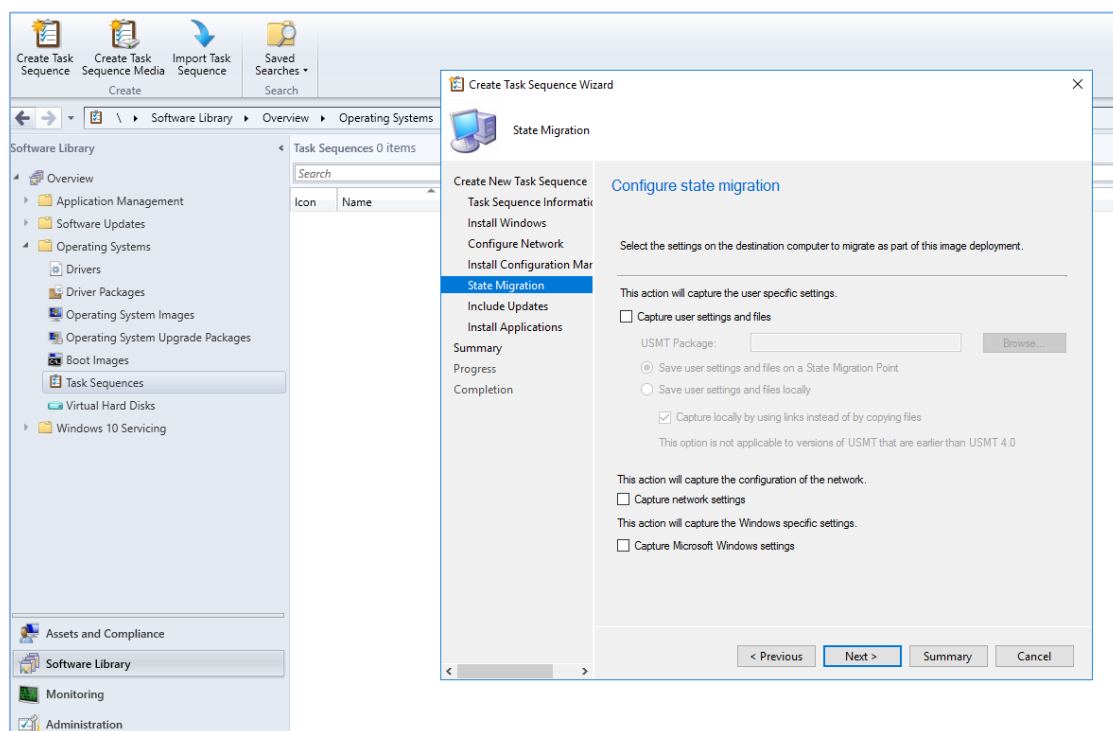 Create Task Sequence
Create Task Sequence Media
Import Task Sequence
Saved Searches
Create
Search
\ Software Library Overview Operating Systems
Software Library
Overview
Application Management
Software Updates
Operating Systems
Drivers
Driver Packages
Operating System Images
Operating System Upgrade Packages
Boot Images
Task Sequences
Virtual Hard Disks
Windows 10 Servicing
Assets and Compliance
Software Library
Monitoring
Administration
Task Sequences 0 items
Search
Icon Name
Create Task Sequence Wizard
State Migration
Create New Task Sequence
Task Sequence Informatic
Install Windows
Configure Network
Install Configuration Mar
State Migration
Include Updates
Install Applications
Summary
Progress
Completion
Configure state migration
Select the settings on the destination computer to migrate as part of this image deployment.
This action will capture the user specific settings.
Capture user settings and files
USMT Package:
Browse...
Save user settings and files on a State Migration Point
Save user settings and files locally
Capture locally by using links instead of by copying files
This option is not applicable to versions of USMT that are earlier than USMT 4.0
This action will capture the configuration of the network.
Capture network settings
This action will capture the Windows specific settings.
Capture Microsoft Windows settings
< Previous
Next >
Summary
Cancel